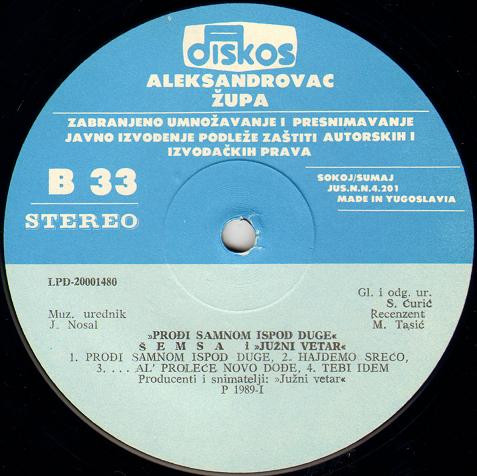 diskos
ALEKSANDROVAC
ŽUPA
ZABRANJENO UMNOŽAVANJE I PRESNIMAVANJE
JAVNO IZVOĐENJE PODLEŽE ZAŠTITI AUTORSKIH I
IZVOĐAČKIH PRAVA
B 33
STEREO
SOKOJ/SUMAJ
JUS.N.N.4.201
MADE IN YUGOSLAVIA
LPD-20001480
Muz. urednik
J. Nosal
Gl. i odg. ur.
S. Ćurić
Recenzent
M. Tasić
»PROĐI SAMNOM ISPOD DUGE«
SEMSA i »JUŽNI VETAR«
1. PROĐI SAMNOM ISPOD DUGE, 2. HAJDEMO SREĆO,
3. . . . AL' PROLEĆE NOVO DOĐE, 4. TEBI IDEM
Producenti i snimatelji: »Južni vetar«
P 1989-I